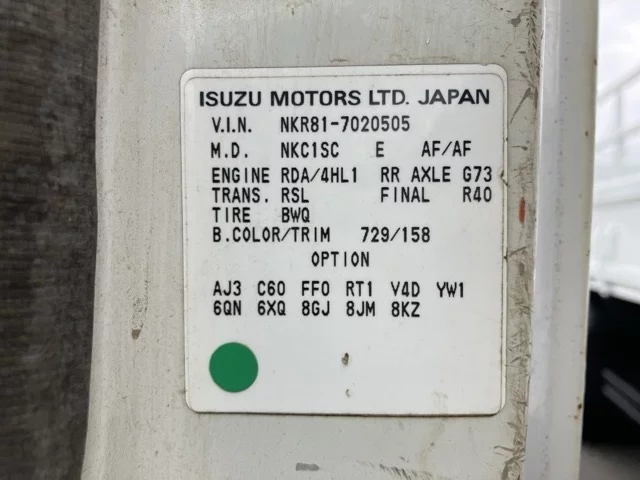 ISUZU MOTORS LTD. JAPAN
V.I.N. NKR81-7020505
M.D. NKC1SC E AF/AF
ENGINE RDA/4HL1 RR AXLE G73
TRANS. RSL FINAL R40
TIRE BWQ
B.COLOR/TRIM 729/158
OPTION
AJ3 C60 FF0 RT1 V4D YW1
6QN 6XQ 8GJ 8JM 8KZ